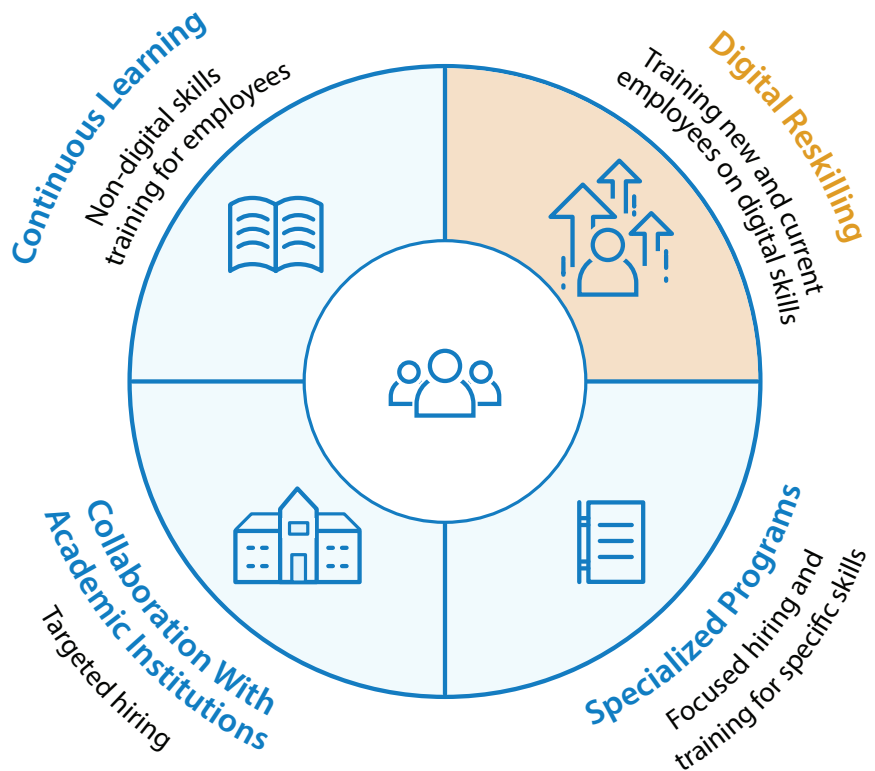 Continuous Learning
Non-digital skills
training for employees
Digital Reskilling
Training new and current
employees on digital skills
Collaboration With
Academic Institutions
Targeted hiring
Specialized Programs
Focused hiring and
training for specific skills